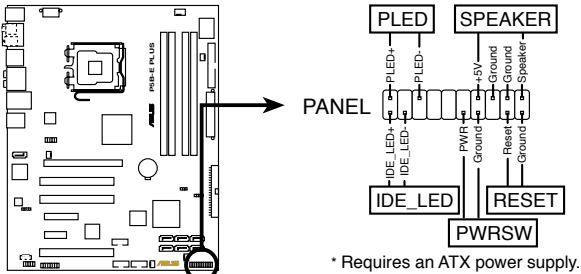 PLED
SPEAKER
PLED+
PLED-
+5V
Ground
Ground
Speaker
PANEL
IDE_LED+
IDE_LED-
PWR
Ground
Reset
Ground
IDE_LED
RESET
PWRSW
* Requires an ATX power supply.
P5B-E PLUS
ASUS
ASUS